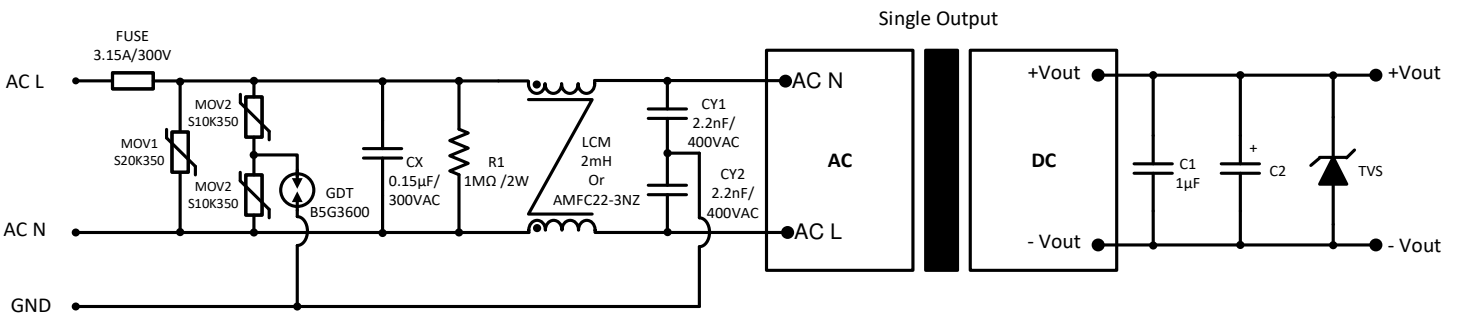 Single Output
FUSE
3.15A/300V
AC L
MOV1
S20K350
MOV2
S10K350
MOV2
S10K350
GDT
B5G3600
CX
0.15µF/
300VAC
R1
1MΩ /2W
LCM
2mH
Or
AMFC22-3NZ
CY1
2.2nF/
400VAC
CY2
2.2nF/
400VAC
AC N
GND
AC N
AC
AC L
+Vout
DC
- Vout
C1
1µF
+
C2
TVS
+Vout
- Vout